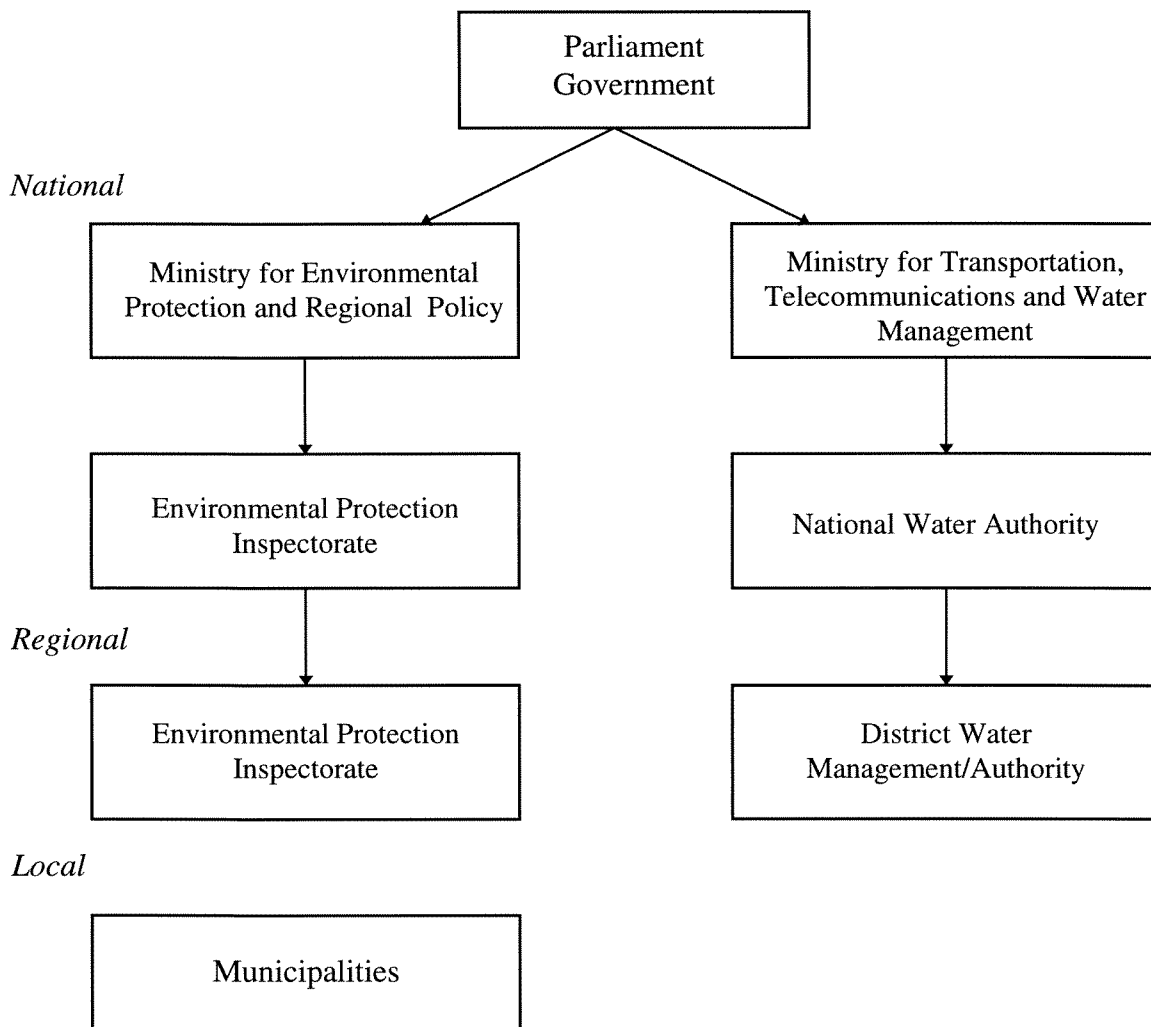 Parliament
Government
National
Ministry for Environmental
Protection and Regional Policy
Ministry for Transportation,
Telecommunications and Water
Management
Environmental Protection
Inspectorate
National Water Authority
Regional
Environmental Protection
Inspectorate
District Water
Management/Authority
Local
Municipalities